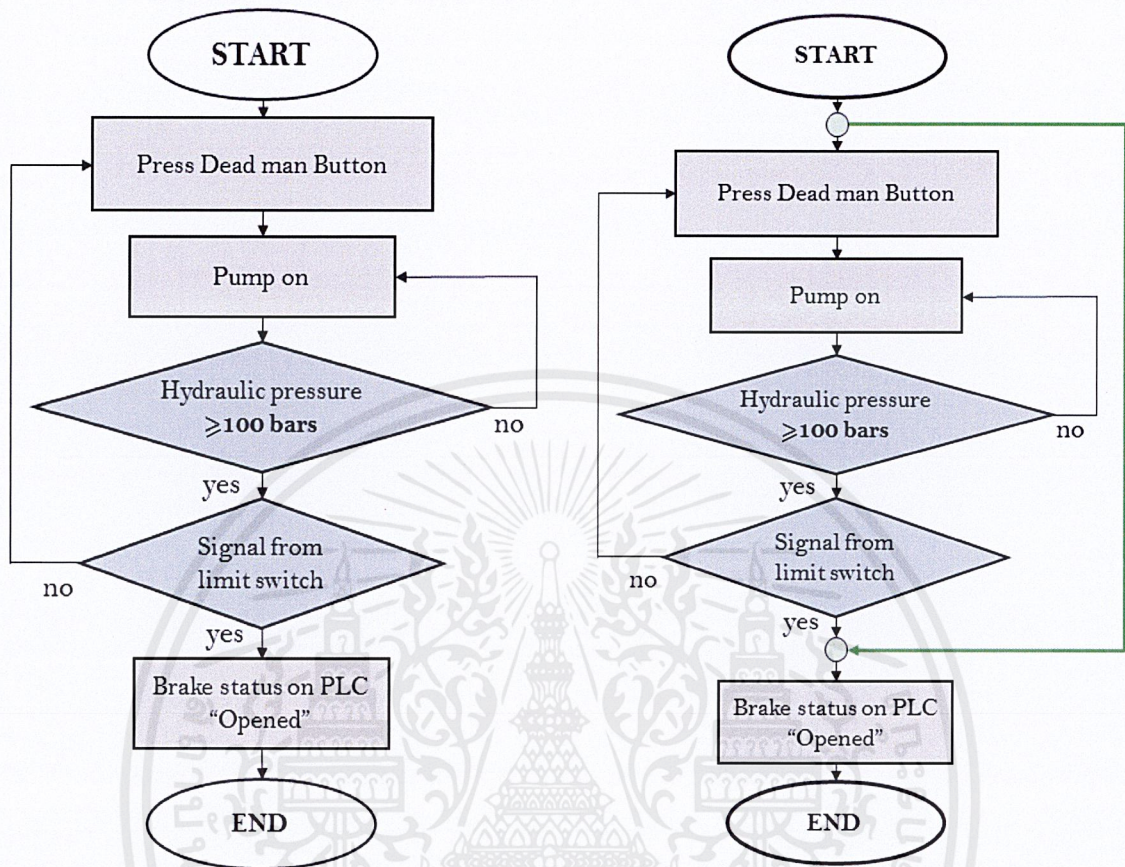 START
Press Dead man Button
Pump on
Hydraulic pressure
≥100 bars
no
yes
Signal from
limit switch
no
yes
Brake status on PLC
“Opened”
END
START
Press Dead man Button
Pump on
Hydraulic pressure
≥100 bars
no
yes
Signal from
limit switch
no
yes
Brake status on PLC
“Opened”
END